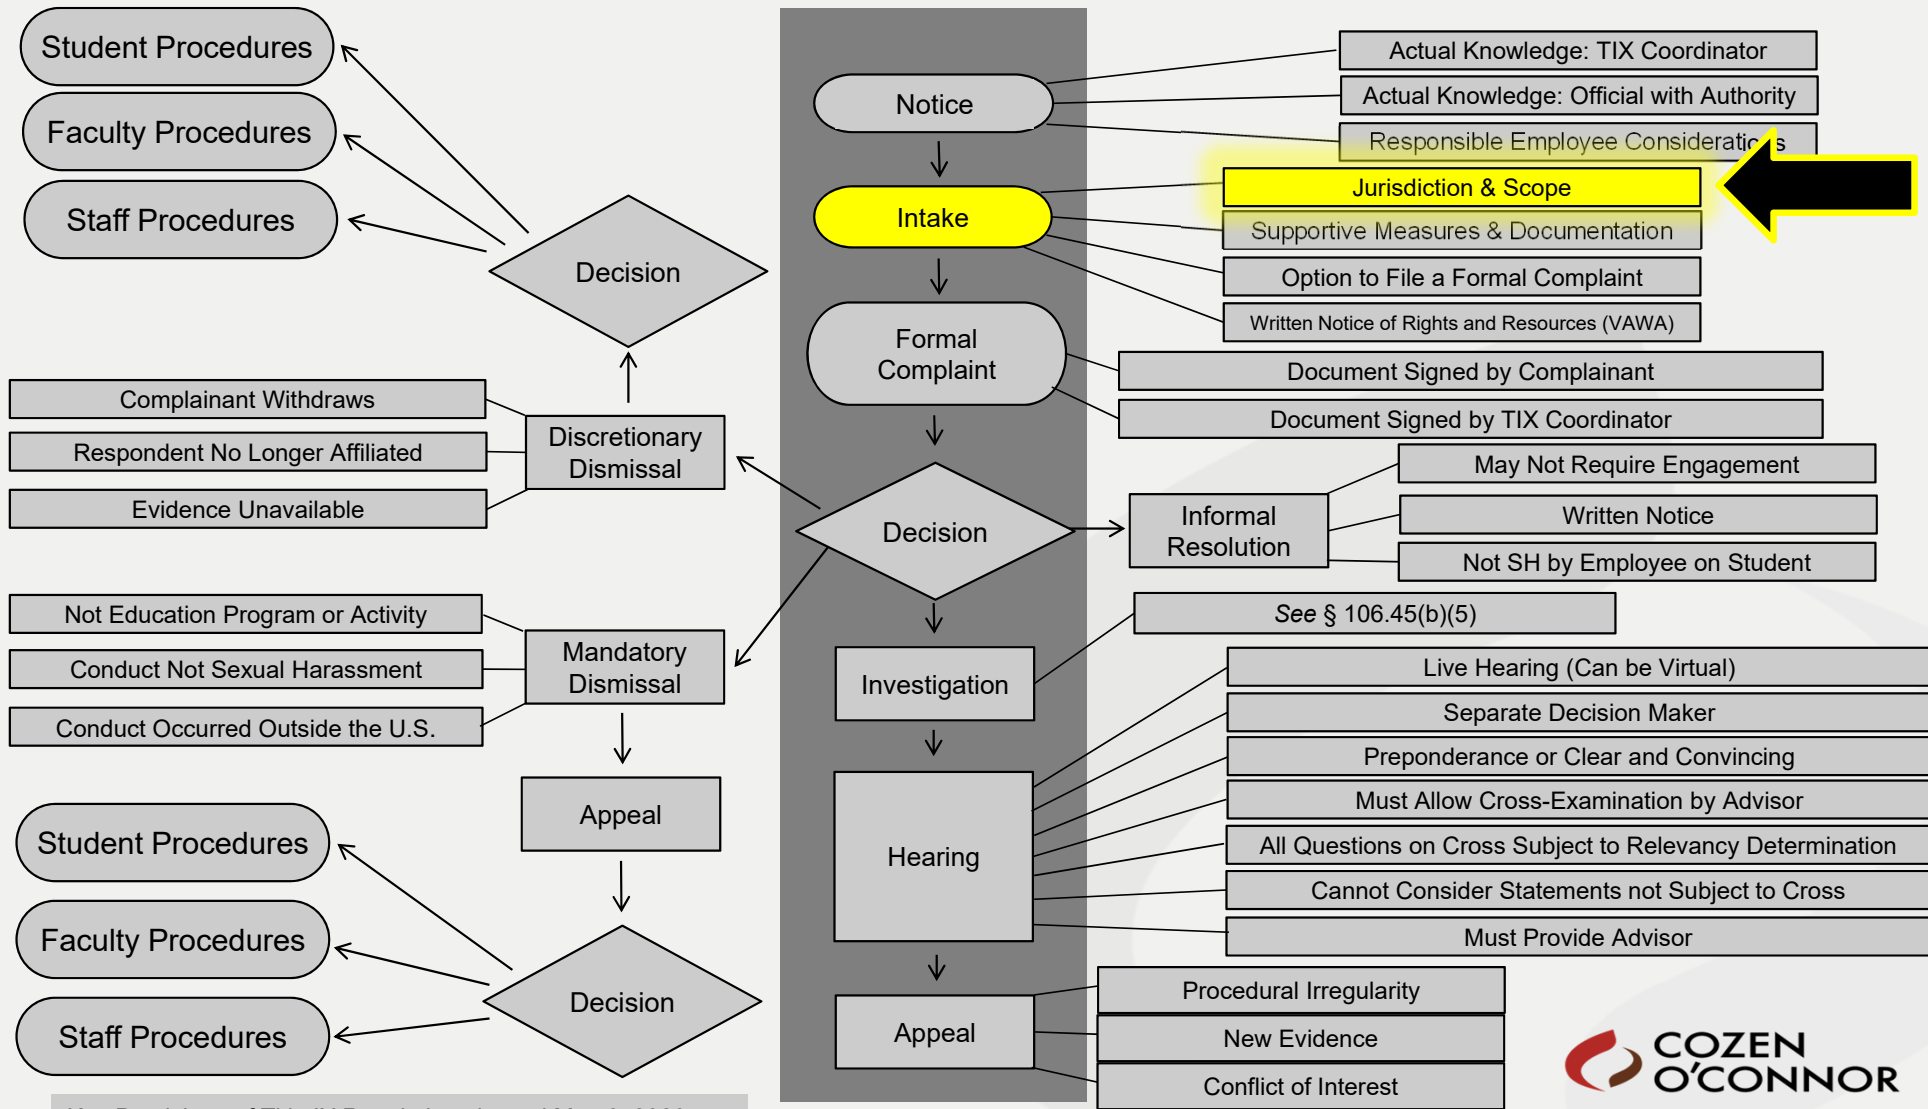 Student Procedures
Faculty Procedures
Staff Procedures
Decision
Complainant Withdraws
Respondent No Longer Affiliated
Evidence Unavailable
Discretionary
Dismissal
Not Education Program or Activity
Conduct Not Sexual Harassment
Conduct Occurred Outside the U.S.
Mandatory
Dismissal
Appeal
Student Procedures
Faculty Procedures
Staff Procedures
Decision
Notice
Actual Knowledge: TIX Coordinator
Actual Knowledge: Official with Authority
Responsible Employee Considerations
Intake
Jurisdiction & Scope
Supportive Measures & Documentation
Option to File a Formal Complaint
Written Notice of Rights and Resources (VAWA)
Formal
Complaint
Document Signed by Complainant
Document Signed by TIX Coordinator
Decision
Informal
Resolution
May Not Require Engagement
Written Notice
Not SH by Employee on Student
Investigation
See § 106.45(b)(5)
Hearing
Live Hearing (Can be Virtual)
Separate Decision Maker
Preponderance or Clear and Convincing
Must Allow Cross-Examination by Advisor
All Questions on Cross Subject to Relevancy Determination
Cannot Consider Statements not Subject to Cross
Must Provide Advisor
Appeal
Procedural Irregularity
New Evidence
Conflict of Interest
COZEN
O'CONNOR